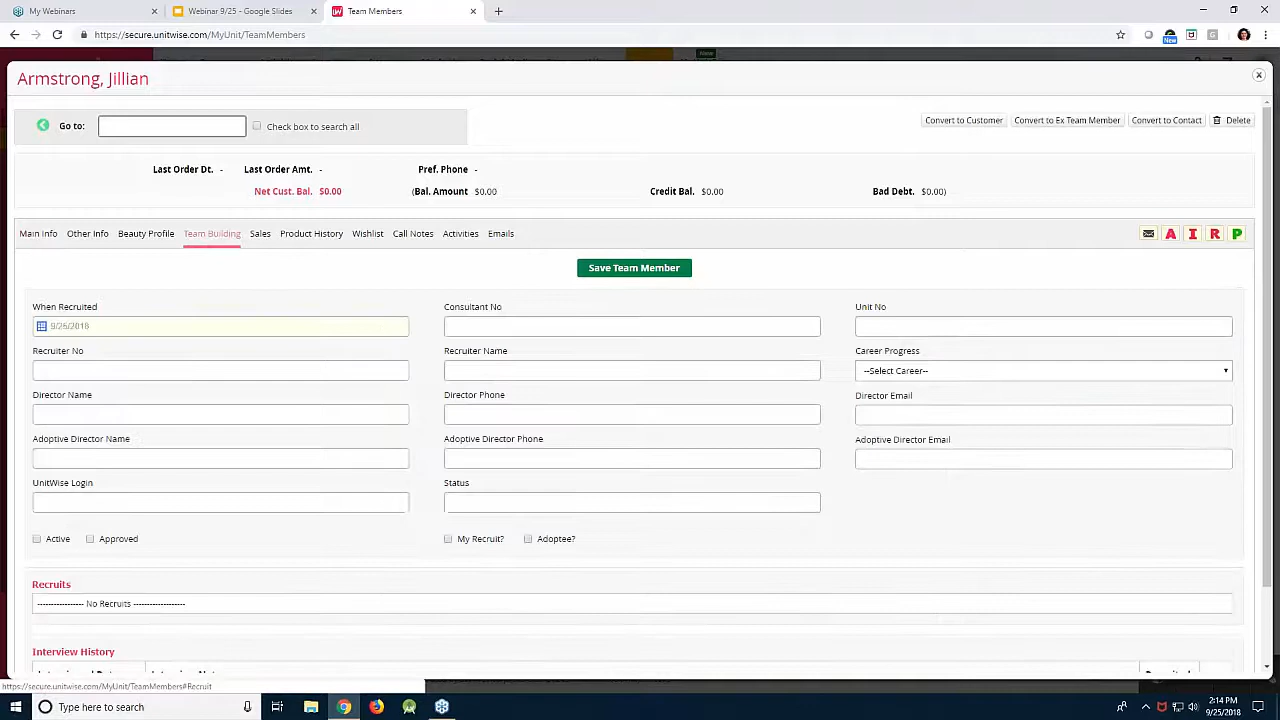 My Webinars
Webinar 9/25 - Google Slides
Team Members
https://secure.unitwise.com/MyUnit/TeamMembers
New
New
Armstrong, Jillian
Go to:
Check box to search all
Convert to Customer
Convert to Ex Team Member
Convert to Contact
Delete
Last Order Dt. -
Last Order Amt. -
Pref. Phone -
Net Cust. Bal. $0.00
(Bal. Amount $0.00
Credit Bal. $0.00
Bad Debt. $0.00)
Main Info Other Info Beauty Profile Team Building Sales Product History Wishlist Call Notes Activities Emails
A I R P
Save Team Member
When Recruited
Consultant No
Unit No
9/25/2018
Recruiter No
Recruiter Name
Career Progress
--Select Career--
Director Name
Director Phone
Director Email
Adoptive Director Name
Adoptive Director Phone
Adoptive Director Email
UnitWise Login
Status
Active
Approved
My Recruit?
Adoptee?
Recruits
---------------- No Recruits -----------------
Interview History
https://secure.unitwise.com/MyUnit/TeamMembers#Recruit
Type here to search
2:14 PM
9/25/2018